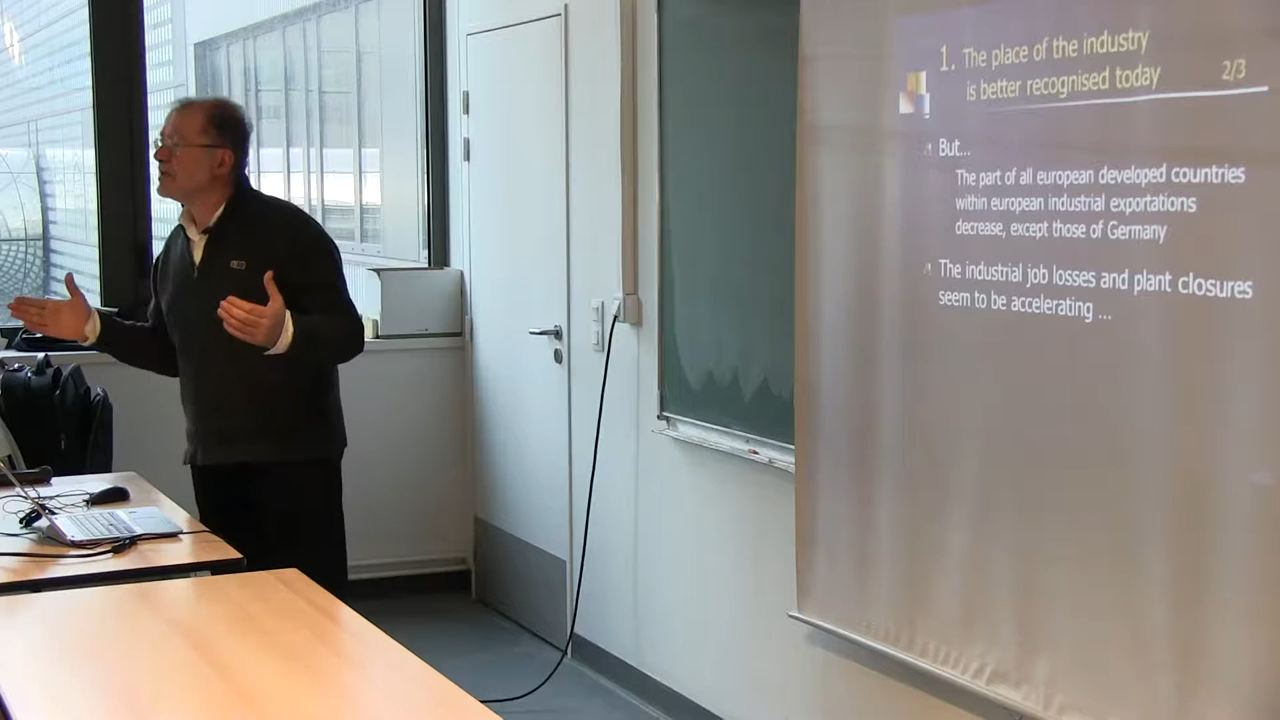 1. The place of the industry
is better recognised today 2/3
But...
The part of all european developed countries
within european industrial exportations
decrease, except those of Germany
The industrial job losses and plant closures
seem to be accelerating ...